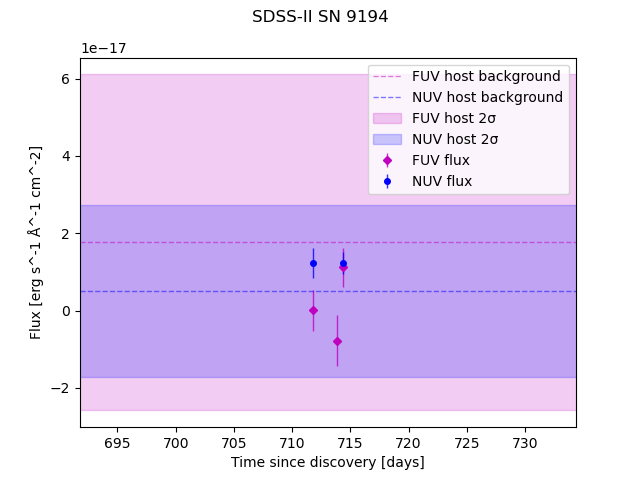 SDSS-II SN 9194
1e−17
FUV host background
NUV host background
FUV host 2σ
NUV host 2σ
FUV flux
NUV flux
6
4
2
0
−2
Flux [erg s^-1 Å^-1 cm^-2]
695 700 705 710 715 720 725 730
Time since discovery [days]